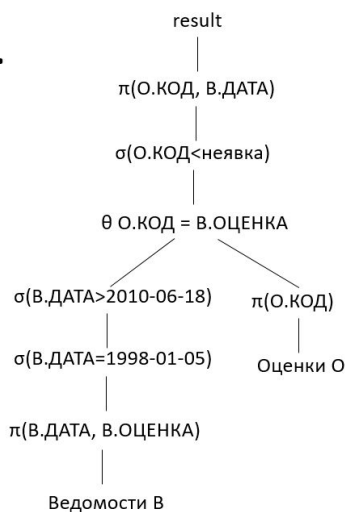 result
π(О.КОД, В.ДАТА)
σ(О.КОД<неявка)
θ О.КОД = В.ОЦЕНКА
σ(В.ДАТА>2010-06-18)
π(О.КОД)
σ(В.ДАТА=1998-01-05)
Оценки О
π(В.ДАТА, В.ОЦЕНКА)
Ведомости В